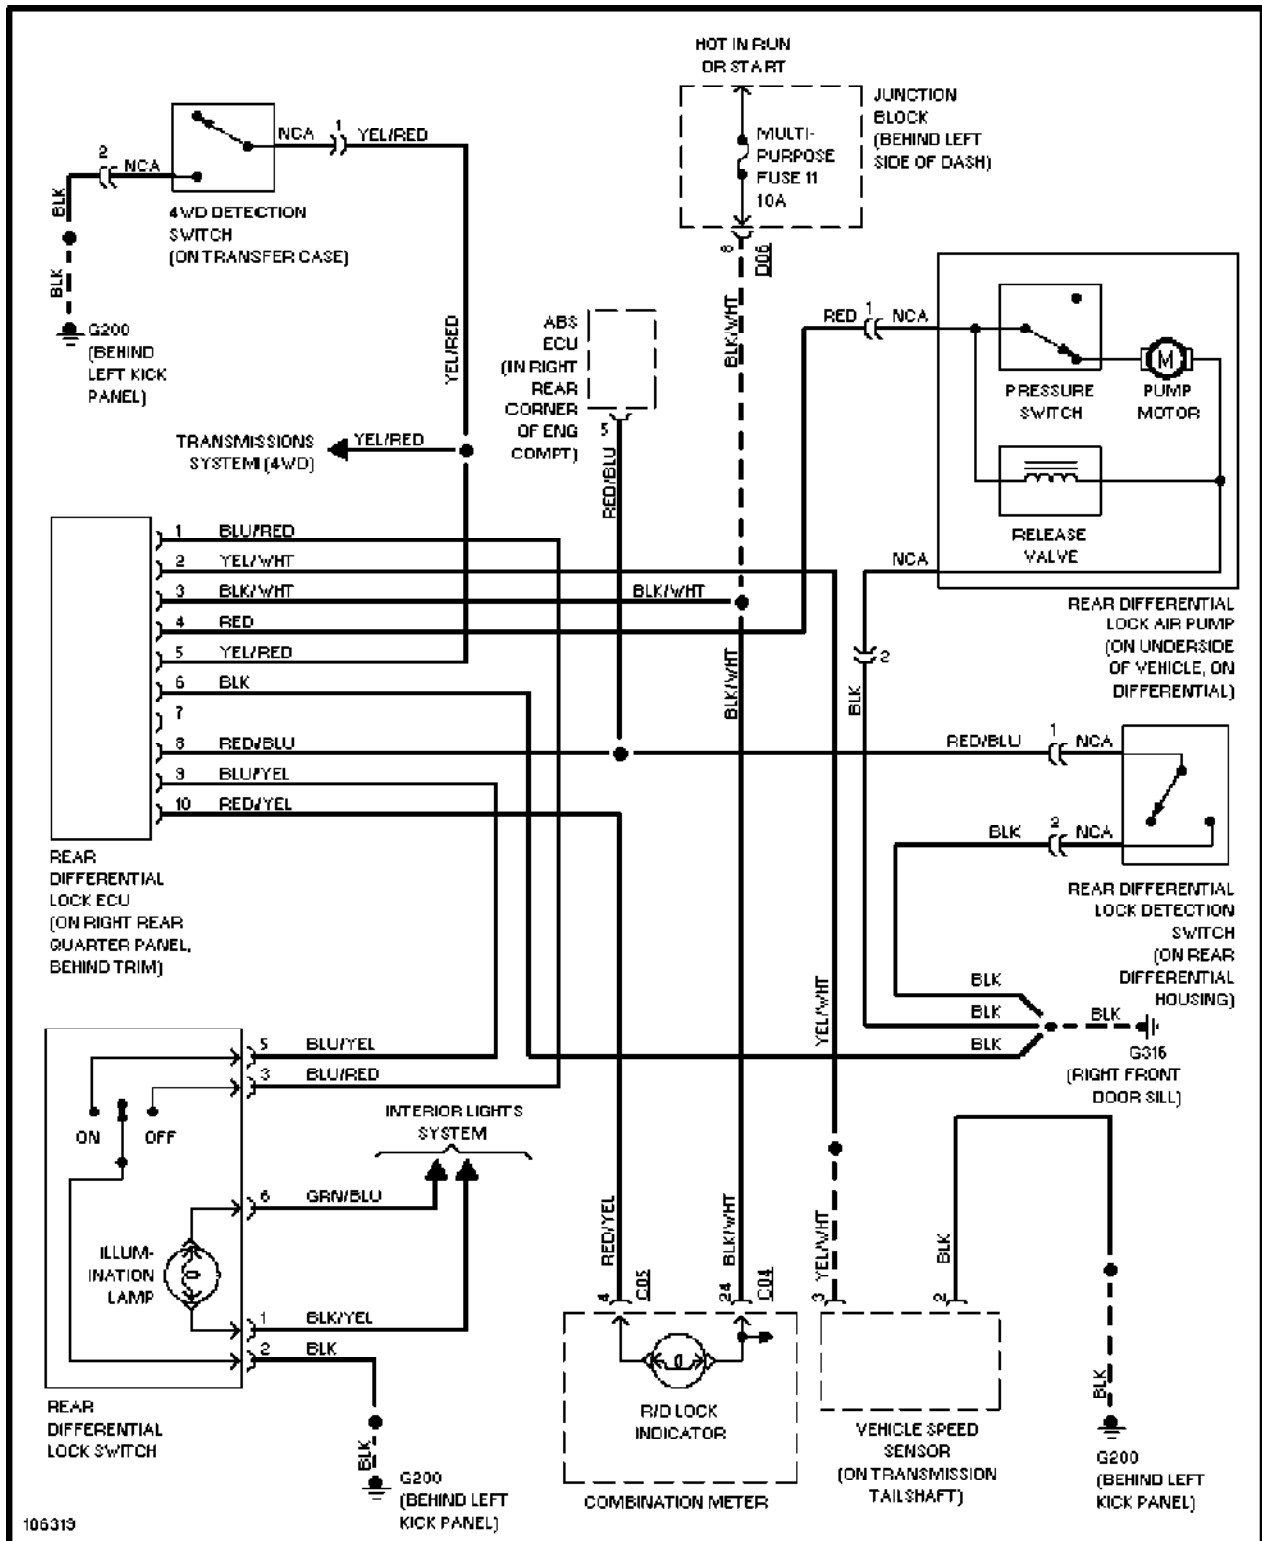 HOT IN RUN
OR START
JUNCTION
BLOCK
(BEHIND LEFT
SIDE OF DASH)
MULTI-
PURPOSE
FUSE 11
10A
8
D06
BLK/WHT
NCA
1
YEL/RED
2
NCA
BLK
BLK
4WD DETECTION
SWITCH
(ON TRANSFER CASE)
G200
(BEHIND
LEFT KICK
PANEL)
YEL/RED
TRANSMISSIONS
SYSTEM (4WD)
YEL/RED
ABS
ECU
(IN RIGHT
REAR
CORNER
OF ENG
COMPT)
5
RED/BLU
RED
1
NCA
PRESSURE
SWITCH
M
PUMP
MOTOR
RELEASE
VALVE
NCA
REAR DIFFERENTIAL
LOCK AIR PUMP
(ON UNDERSIDE
OF VEHICLE, ON
DIFFERENTIAL)
2
BLK
1 BLU/RED
2 YEL/WHT
3 BLK/WHT
BLK/WHT
4 RED
5 YEL/RED
6 BLK
7
8 RED/BLU
9 BLU/YEL
10 RED/YEL
BLK/WHT
REAR
DIFFERENTIAL
LOCK ECU
(ON RIGHT REAR
QUARTER PANEL,
BEHIND TRIM)
RED/BLU
1
NCA
BLK
2
NCA
REAR DIFFERENTIAL
LOCK DETECTION
SWITCH
(ON REAR
DIFFERENTIAL
HOUSING)
BLK
BLK
BLK
BLK
G315
(RIGHT FRONT
DOOR SILL)
YEL/WHT
5 BLU/YEL
3 BLU/RED
ON
OFF
INTERIOR LIGHTS
SYSTEM
6 GRN/BLU
ILLUM-
INATION
LAMP
1 BLK/YEL
2 BLK
REAR
DIFFERENTIAL
LOCK SWITCH
BLK
G200
(BEHIND LEFT
KICK PANEL)
RED/YEL
4
C05
BLK/WHT
24
C04
R/D LOCK
INDICATOR
COMBINATION METER
YEL/WHT
3
BLK
2
VEHICLE SPEED
SENSOR
(ON TRANSMISSION
TAILSHAFT)
BLK
G200
(BEHIND LEFT
KICK PANEL)
106319